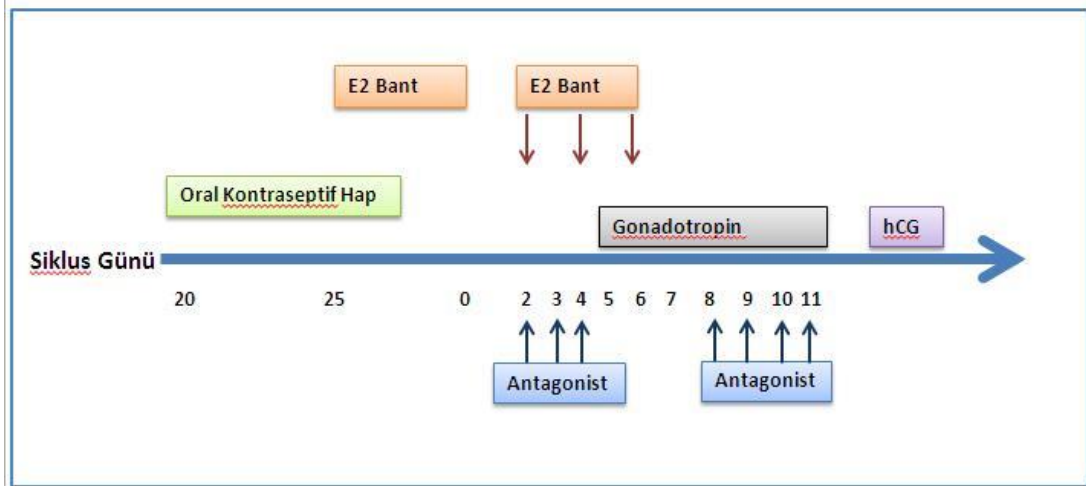 E2 Bant E2 Bant
Oral Kontraseptif Hap
Gonadotropin hCG
Siklus Günü
20 25 0 2 3 4 5 6 7 8 9 10 11
Antagonist Antagonist